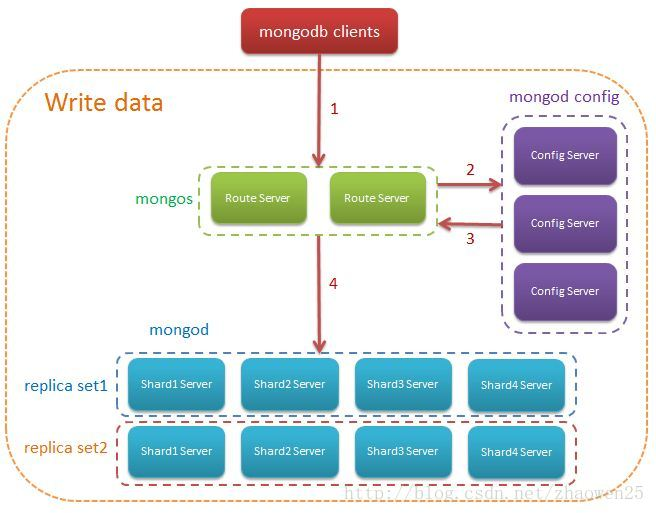 mongodb clients
Write data
mongod config
1
Config Server
mongos
Route Server
Route Server
2
Config Server
3
Config Server
4
mongod
replica set1
Shard1 Server
Shard2 Server
Shard3 Server
Shard4 Server
replica set2
Shard1 Server
Shard2 Server
Shard3 Server
Shard4 Server
http://blog.csdn.net/zhaowen25